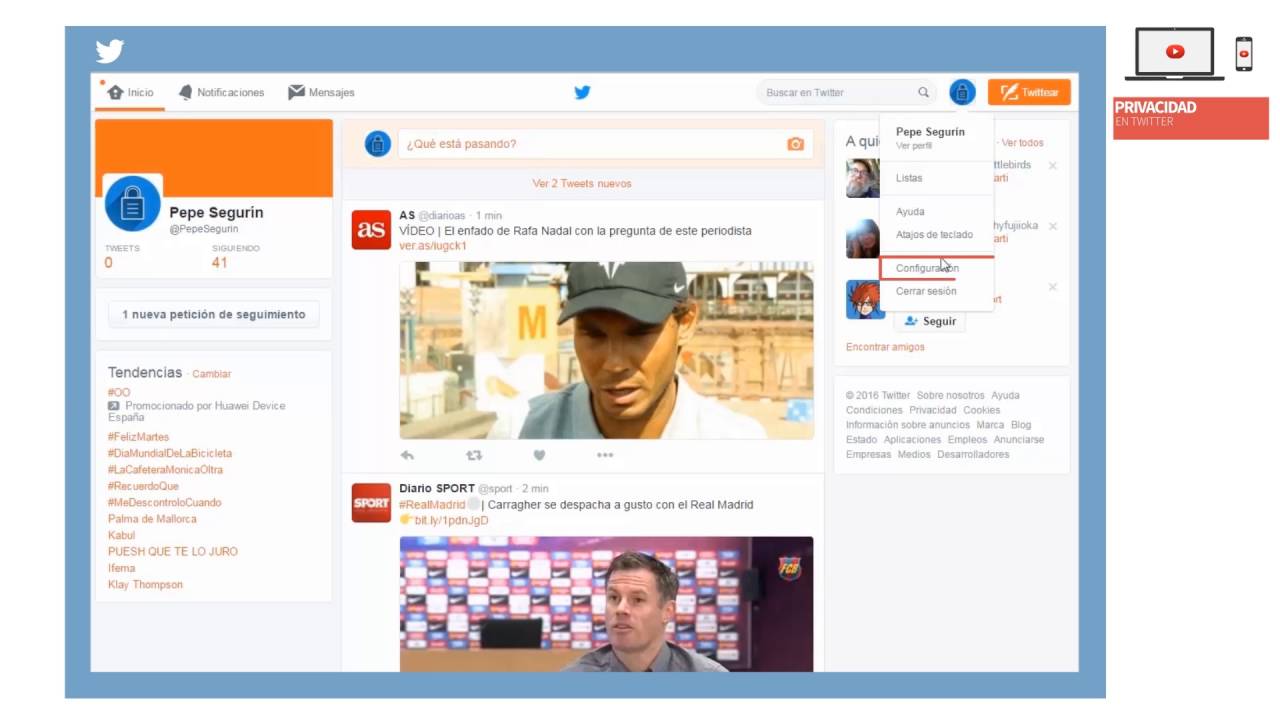 Inicio
Notificaciones
Mensajes
Buscar en Twitter
Twittear
PRIVACIDAD
EN TWITTER
Pepe Segurín
@PepeSegurin
TWEETS
SIGUIENDO
0
41
1 nueva petición de seguimiento
Tendencias · Cambiar
#OO
Promocionado por Huawei Device
España
#FelizMartes
#DiaMundialDeLaBicicleta
#LaCafeteraMonicaOltra
#RecuerdoQue
#MeDescontroloCuando
Palma de Mallorca
Kabul
PUESH QUE TE LO JURO
Ifema
Klay Thompson
¿Qué está pasando?
Ver 2 Tweets nuevos
as
AS @diarioas · 1 min
VÍDEO | El enfado de Rafa Nadal con la pregunta de este periodista
ver.as/iugck1
M
SPORT
Diario SPORT @sport · 2 min
#RealMadrid | Carragher se despacha a gusto con el Real Madrid
bit.ly/1pdnJgD
FCB
A qui
· Ver todos
ttlebirds
arti
hyfujiioka
arti
rt
Pepe Segurín
Ver perfil
Listas
Ayuda
Atajos de teclado
Configuración
Cerrar sesión
Seguir
Encontrar amigos
© 2016 Twitter Sobre nosotros Ayuda
Condiciones Privacidad Cookies
Información sobre anuncios Marca Blog
Estado Aplicaciones Empleos Anunciarse
Empresas Medios Desarrolladores